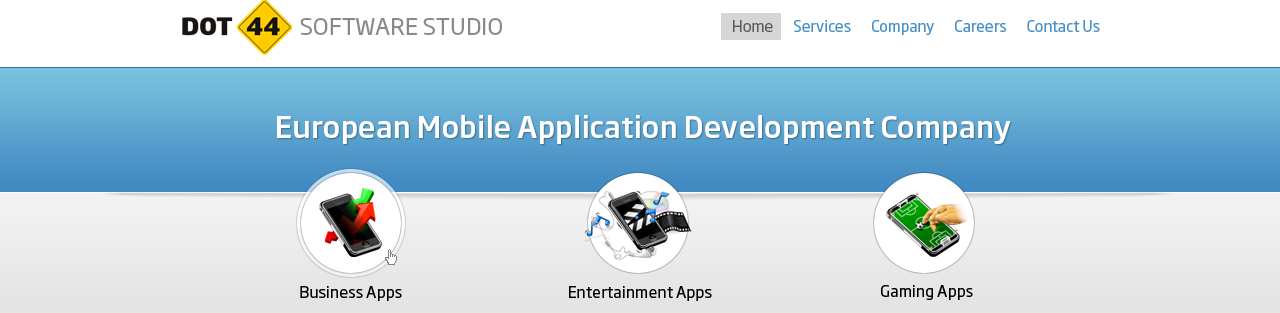 DOT 44 SOFTWARE STUDIO
Home Services Company Careers Contact Us
European Mobile Application Development Company
Business Apps Entertainment Apps Gaming Apps